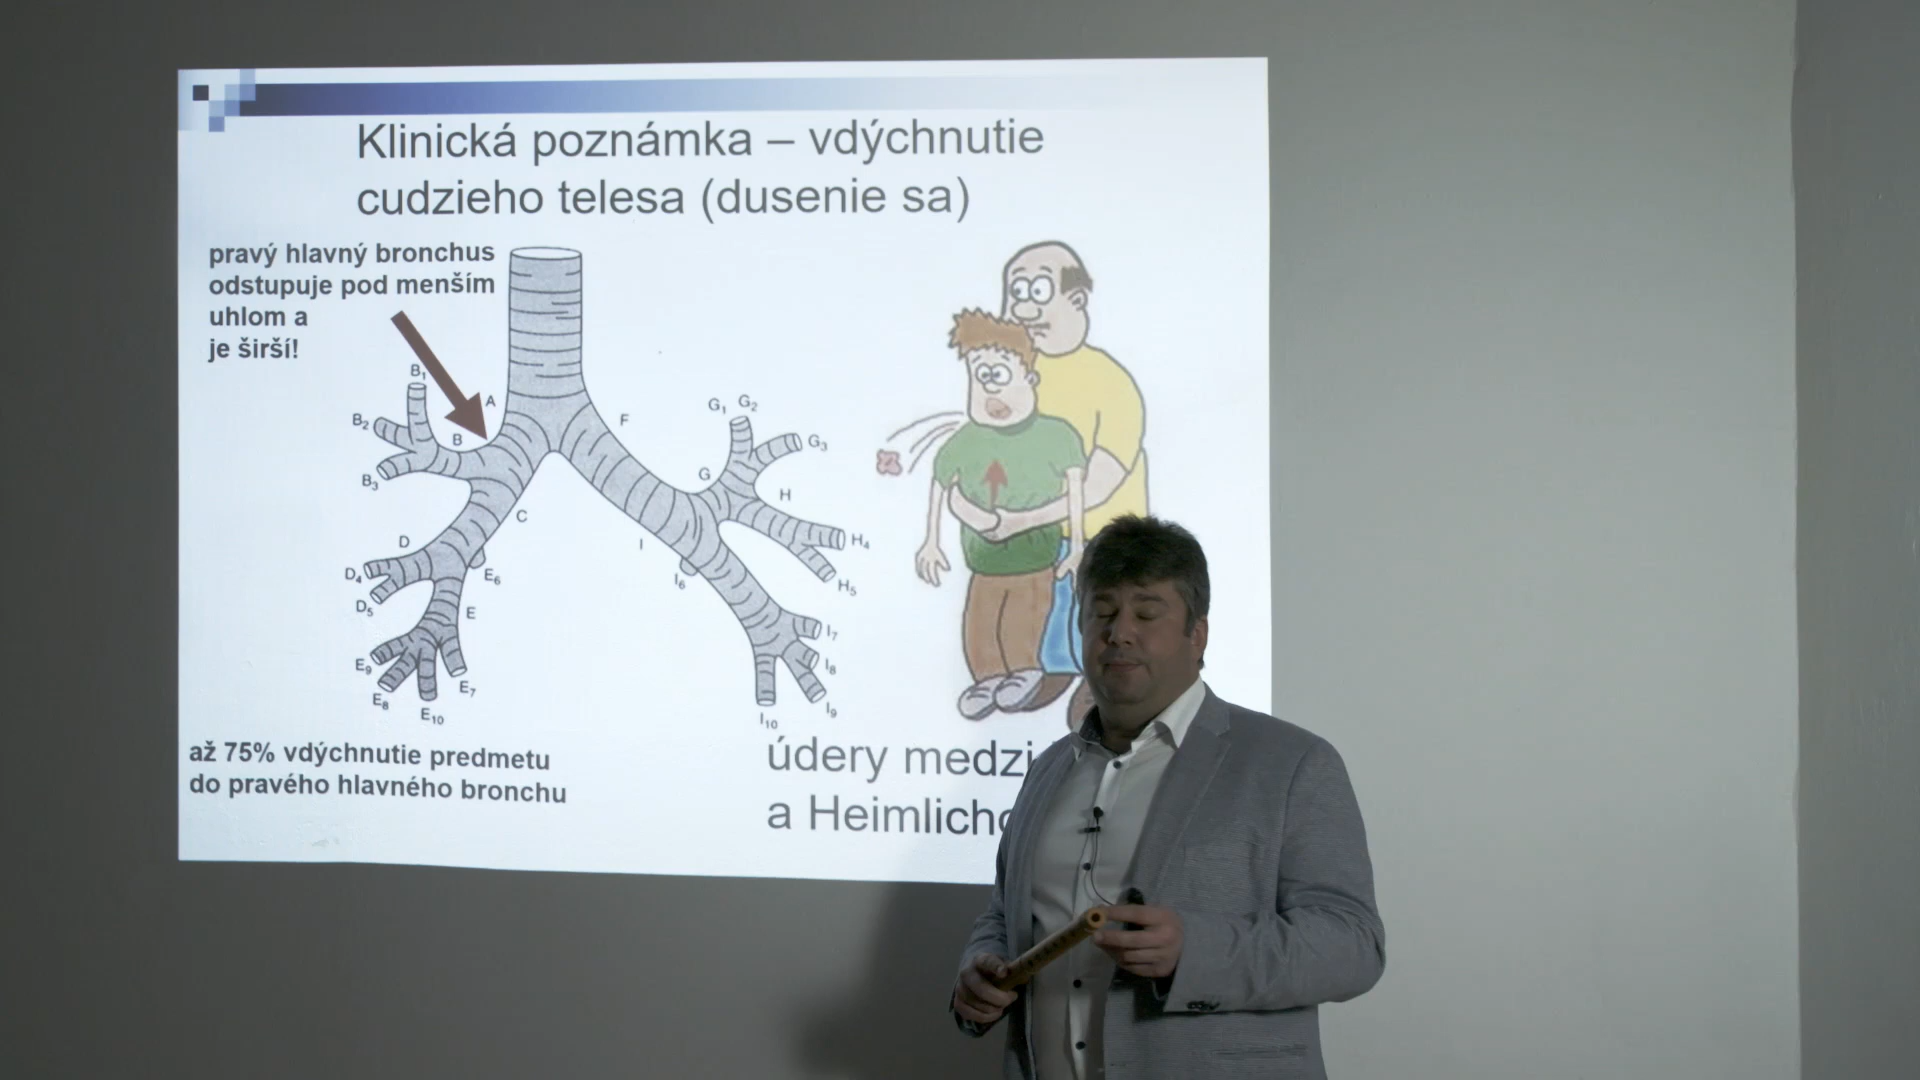 Klinická poznámka – vdýchnutie
cudzieho telesa (dusenie sa)
pravý hlavný bronchus
odstupuje pod menším
uhlom a
je širší!
B1
A
B2
B
B3
F
G1 G2
G3
G
H
C
D
I
H4
D4
E6
I6
H5
D5
E
I7
E9
I8
E8
E7
E10
I9
I10
až 75% vdýchnutie predmetu
do pravého hlavného bronchu
údery medzi
a